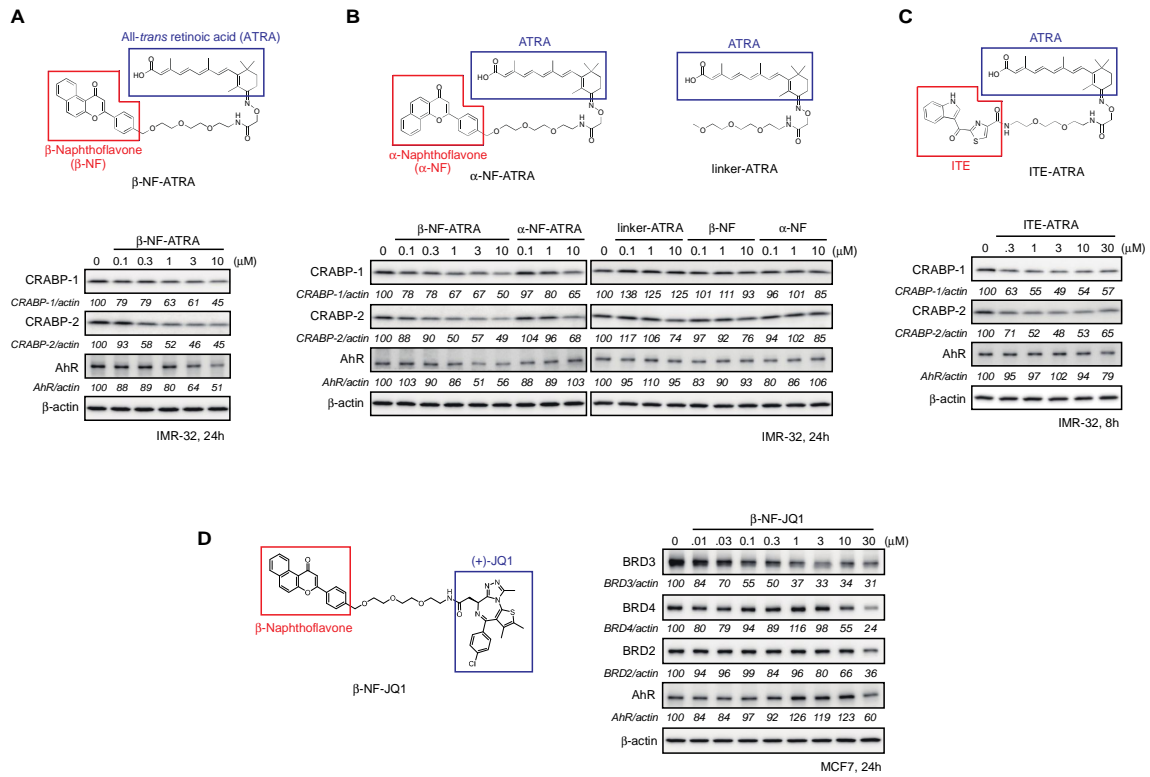 A
All-trans retinoic acid (ATRA)
O
HO
N
O
O
O
O
O
O
H
N
O
β-Naphthoflavone
(β-NF)
β-NF-ATRA
β-NF-ATRA
0 0.1 0.3 1 3 10 (μM)
CRABP-1
CRABP-1/actin 100 79 79 63 61 45
CRABP-2
CRABP-2/actin 100 93 58 52 46 45
AhR
AhR/actin 100 88 89 80 64 51
β-actin
IMR-32, 24h
B
ATRA
O
HO
N
O
O
O
O
O
O
H
N
O
α-Naphthoflavone
(α-NF)
α-NF-ATRA
ATRA
O
HO
N
O
O
O
O
H
N
O
linker-ATRA
β-NF-ATRA α-NF-ATRA linker-ATRA β-NF α-NF
0 0.1 0.3 1 3 10 0.1 1 10 0 0.1 1 10 0.1 1 10 0.1 1 10 (μM)
CRABP-1
CRABP-1/actin 100 78 78 67 67 50 97 80 65 100 138 125 125 101 111 93 96 101 85
CRABP-2
CRABP-2/actin 100 88 90 50 57 49 104 96 68 100 117 106 74 97 92 76 94 102 85
AhR
AhR/actin 100 103 90 86 51 56 88 89 103 100 95 110 95 83 90 93 80 86 106
β-actin
IMR-32, 24h
C
ATRA
O
HO
N
O
H
N
O
N
S
O
N
H
O
O
H
N
O
ITE
ITE-ATRA
ITE-ATRA
0 .3 1 3 10 30 (μM)
CRABP-1
CRABP-1/actin 100 63 55 49 54 57
CRABP-2
CRABP-2/actin 100 71 52 48 53 65
AhR
AhR/actin 100 95 97 102 94 79
β-actin
IMR-32, 8h
D
(+)-JQ1
O
O
O
O
O
H
N
O
N N
N
N
S
Cl
β-Naphthoflavone
β-NF-JQ1
β-NF-JQ1
0 .01 .03 0.1 0.3 1 3 10 30 (μM)
BRD3
BRD3/actin 100 84 70 55 50 37 33 34 31
BRD4
BRD4/actin 100 80 79 94 89 116 98 55 24
BRD2
BRD2/actin 100 94 96 99 84 96 80 66 36
AhR
AhR/actin 100 84 84 97 92 126 119 123 60
β-actin
MCF7, 24h